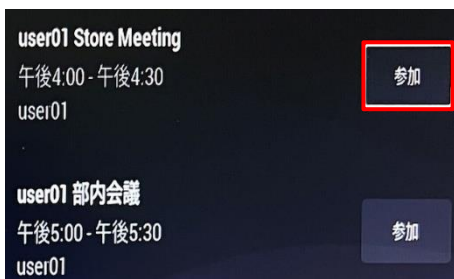 user01 Store Meeting
午後4:00 - 午後4:30
参加
user01
user01 部内会議
午後5:00 - 午後5:30
参加
user01